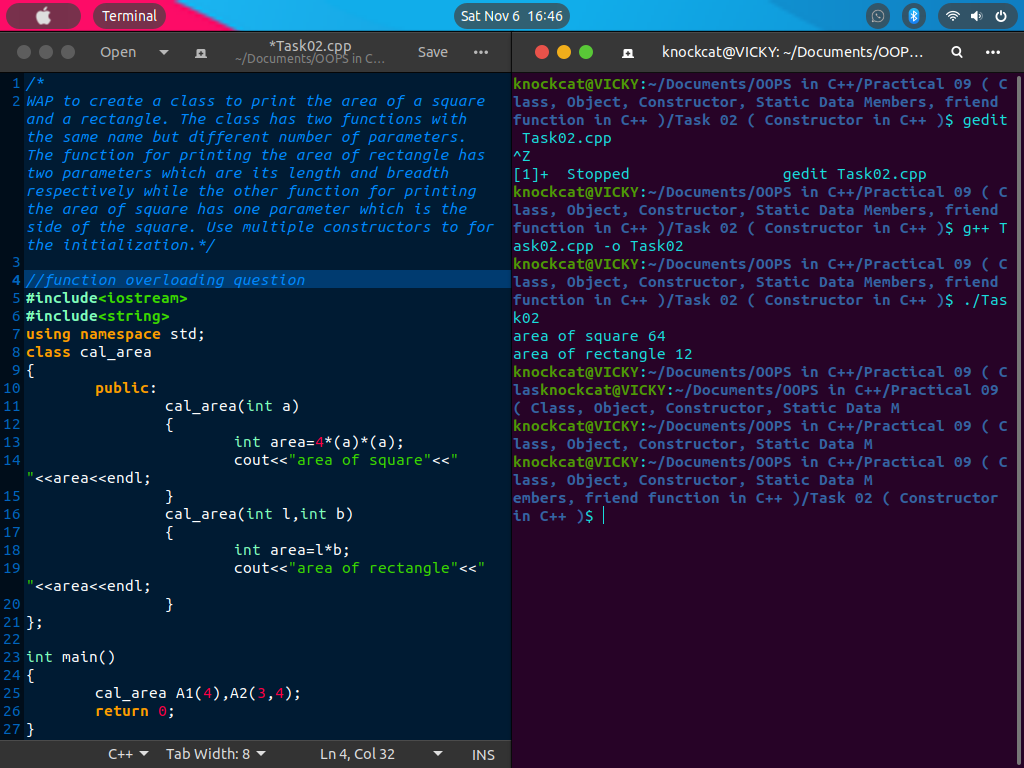 Terminal
Sat Nov 6 16:46
Open
*Task02.cpp
~/Documents/OOPS in C...
Save
1 /*
2 WAP to create a class to print the area of a square
and a rectangle. The class has two functions with
the same name but different number of parameters.
The function for printing the area of rectangle has
two parameters which are its length and breadth
respectively while the other function for printing
the area of square has one parameter which is the
side of the square. Use multiple constructors to for
the initialization.*/
3
4 //function overloading question
5 #include<iostream>
6 #include<string>
7 using namespace std;
8 class cal_area
9 {
10 public:
11 cal_area(int a)
12 {
13 int area=4*(a)*(a);
14 cout<<"area of square"<<"
"<<area<<endl;
15 }
16 cal_area(int l,int b)
17 {
18 int area=l*b;
19 cout<<"area of rectangle"<<"
"<<area<<endl;
20 }
21 };
22
23 int main()
24 {
25 cal_area A1(4),A2(3,4);
26 return 0;
27 }
C++
Tab Width: 8
Ln 4, Col 32
INS
knockcat@VICKY: ~/Documents/OOP...
knockcat@VICKY:~/Documents/OOPS in C++/Practical 09 ( C
lass, Object, Constructor, Static Data Members, friend
function in C++ )/Task 02 ( Constructor in C++ )$ gedit
Task02.cpp
^Z
[1]+  Stopped                 gedit Task02.cpp
knockcat@VICKY:~/Documents/OOPS in C++/Practical 09 ( C
lass, Object, Constructor, Static Data Members, friend
function in C++ )/Task 02 ( Constructor in C++ )$ g++ T
ask02.cpp -o Task02
knockcat@VICKY:~/Documents/OOPS in C++/Practical 09 ( C
lass, Object, Constructor, Static Data Members, friend
function in C++ )/Task 02 ( Constructor in C++ )$ ./Tas
k02
area of square 64
area of rectangle 12
knockcat@VICKY:~/Documents/OOPS in C++/Practical 09 ( C
lasknockcat@VICKY:~/Documents/OOPS in C++/Practical 09
( Class, Object, Constructor, Static Data M
knockcat@VICKY:~/Documents/OOPS in C++/Practical 09 ( C
lass, Object, Constructor, Static Data M
knockcat@VICKY:~/Documents/OOPS in C++/Practical 09 ( C
lass, Object, Constructor, Static Data M
embers, friend function in C++ )/Task 02 ( Constructor
in C++ )$